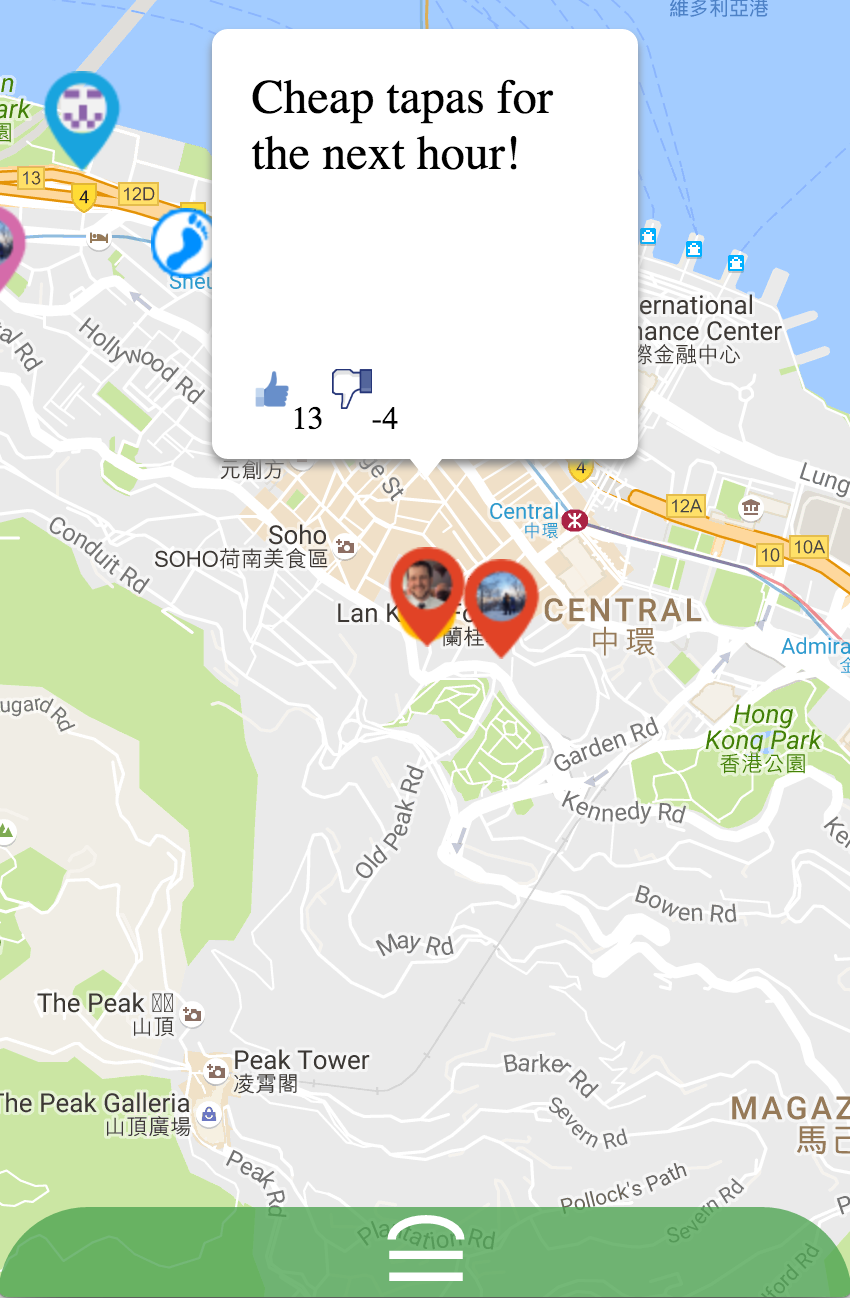 維多利亞港
Cheap tapas for
the next hour!
ark
園
13
4
12D
Hollywood Rd
al Rd
ernational
nance Center
際金融中心
13
-4
元創方
4
Lung
12A
10
10A
Central
中環
Soho
SOHO荷南美食區
Conduit Rd
Lan K
Fo
蘭桂
CENTRAL
中環
Admira
金
ugard Rd
Hong
Kong Park
香港公園
Garden Rd
Kennedy Rd
Old Peak Rd
Bowen Rd
May Rd
The Peak
山頂
Peak Tower
凌霄閣
The Peak Galleria
山頂廣場
Barker Rd
Severn Rd
MAGAZ
馬己
Peak Rd
Pollock's Path
Severn Rd
Plantation Rd
lford Rd